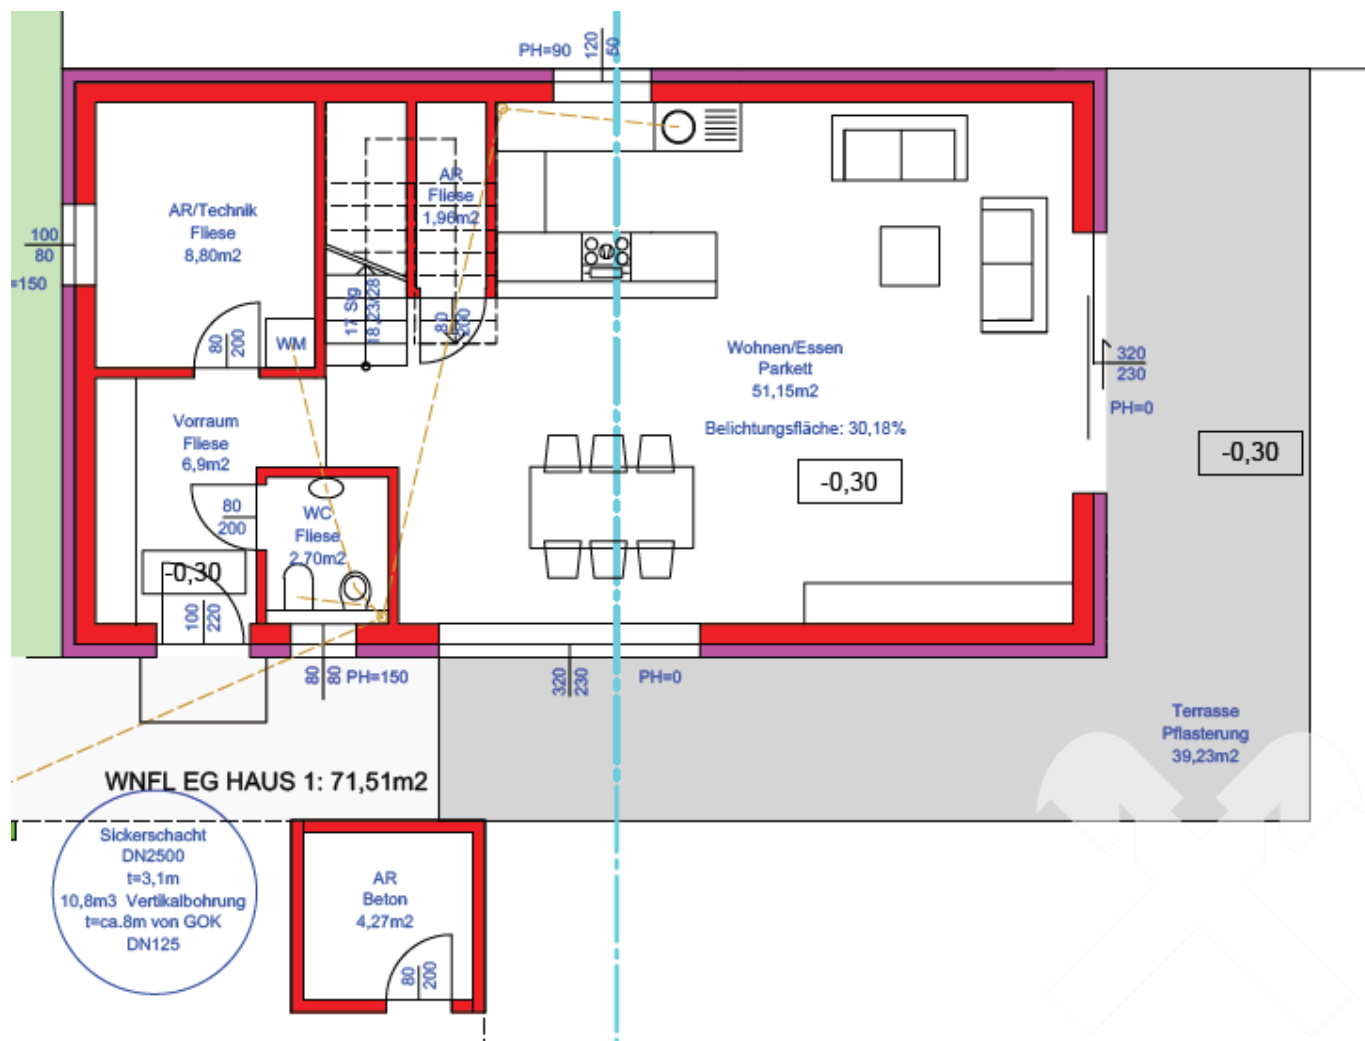 PH=90
120
50
AR/Technik
Fliese
8,80m2
AR
Fliese
1,96m2
100
80
=150
17 Stg
18,23/28
80
200
80
200
WM
Wohnen/Essen
Parkett
51,15m2
Belichtungsfläche: 30,18%
320
230
PH=0
-0,30
-0,30
Vorraum
Fliese
6,9m2
80
200
WC
Fliese
2,70m2
-0,30
100
220
80
80
PH=150
320
230
PH=0
Terrasse
Pflasterung
39,23m2
WNFL EG HAUS 1: 71,51m2
Sickerschacht
DN2500
t=3,1m
10,8m3 Vertikalbohrung
t=ca.8m von GOK
DN125
AR
Beton
4,27m2
80
200